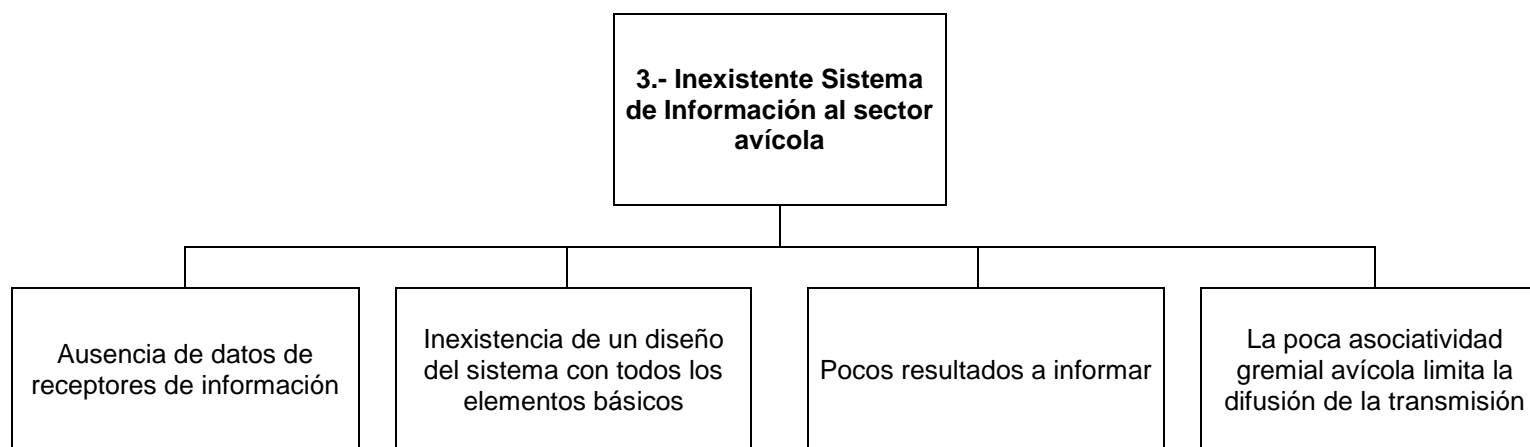 3.- Inexistente Sistema
de Información al sector
avícola
Ausencia de datos de
receptores de información
Inexistencia de un diseño
del sistema con todos los
elementos básicos
Pocos resultados a informar
La poca asociatividad
gremial avícola limita la
difusión de la transmisión